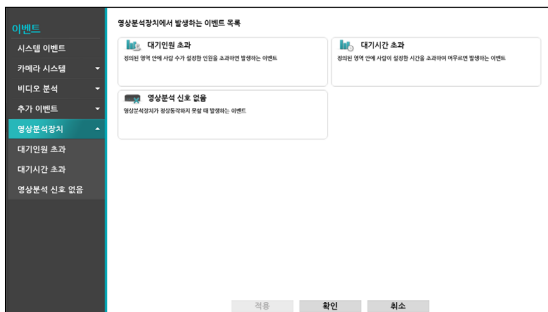 이벤트
시스템 이벤트
카메라 시스템
비디오 분석
추가 이벤트
영상분석장치
대기인원 초과
대기시간 초과
영상분석 신호 없음
영상분석장치에서 발생하는 이벤트 목록
대기인원 초과
정의된 영역 안에 사람 수가 설정한 인원을 초과하면 발생하는 이벤트
대기시간 초과
정의된 영역 안에 사람이 설정한 시간을 초과하여 머무르면 발생하는 이벤트
영상분석 신호 없음
영상분석장치가 정상동작하지 못할 때 발생하는 이벤트
적용 확인 취소